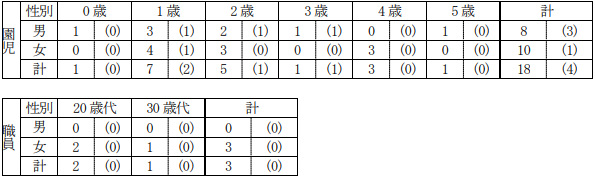 園児 性別 0歳 1歳 2歳 3歳 4歳 5歳 計
男 1 (0) 3 (1) 2 (1) 1 (1) 0 (0) 1 (0) 8 (3)
女 0 (0) 4 (1) 3 (0) 0 (0) 3 (0) 0 (0) 10 (1)
計 1 (0) 7 (2) 5 (1) 1 (1) 3 (0) 1 (0) 18 (4)
職員 性別 20歳代 30歳代 計
男 0 (0) 0 (0) 0 (0)
女 2 (0) 1 (0) 3 (0)
計 2 (0) 1 (0) 3 (0)